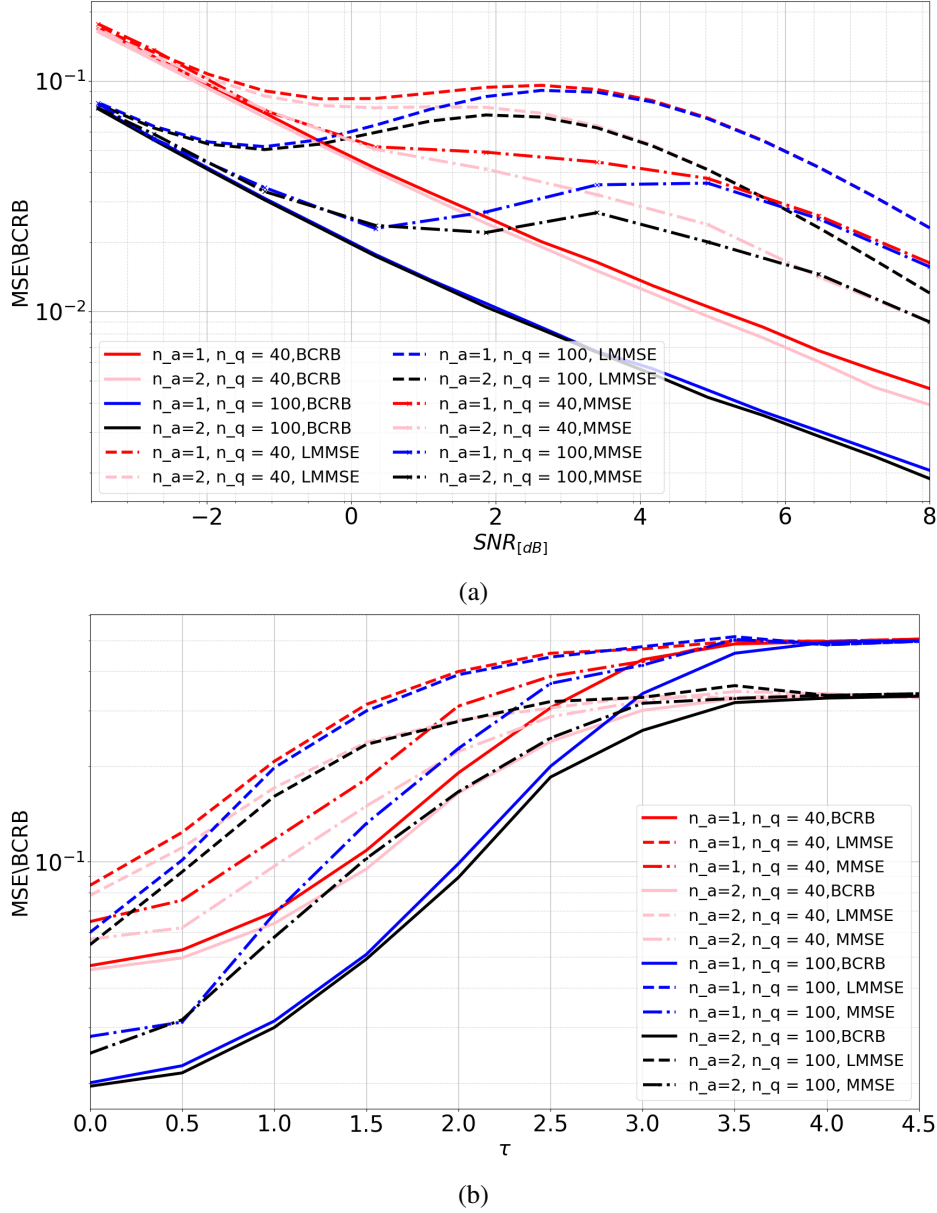 10^{-1}
10^{-2}
MSE\BCRB
n_a=1, n_q = 40,BCRB
n_a=2, n_q = 40,BCRB
n_a=1, n_q = 100,BCRB
n_a=2, n_q = 100,BCRB
n_a=1, n_q = 40, LMMSE
n_a=2, n_q = 40, LMMSE
n_a=1, n_q = 100, LMMSE
n_a=2, n_q = 100, LMMSE
n_a=1, n_q = 40,MMSE
n_a=2, n_q = 40,MMSE
n_a=1, n_q = 100,MMSE
n_a=2, n_q = 100,MMSE
−2 0 2 4 6 8
SNR_{[dB]}
(a)
10^{-1}
MSE\BCRB
n_a=1, n_q = 40,BCRB
n_a=1, n_q = 40, LMMSE
n_a=1, n_q = 40, MMSE
n_a=2, n_q = 40,BCRB
n_a=2, n_q = 40, LMMSE
n_a=2, n_q = 40, MMSE
n_a=1, n_q = 100,BCRB
n_a=1, n_q = 100, LMMSE
n_a=1, n_q = 100, MMSE
n_a=2, n_q = 100,BCRB
n_a=2, n_q = 100, LMMSE
n_a=2, n_q = 100, MMSE
0.0 0.5 1.0 1.5 2.0 2.5 3.0 3.5 4.0 4.5
τ
(b)